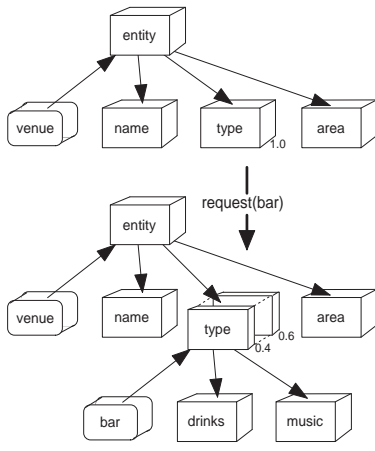 entity
venue
name
type
area
1.0
request(bar)
entity
venue
name
type
area
0.6
0.4
bar
drinks
music